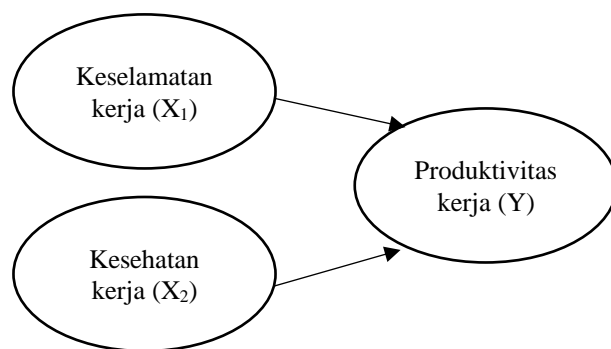 Keselamatan
kerja (X₁)
Produktivitas
kerja (Y)
Kesehatan
kerja (X₂)